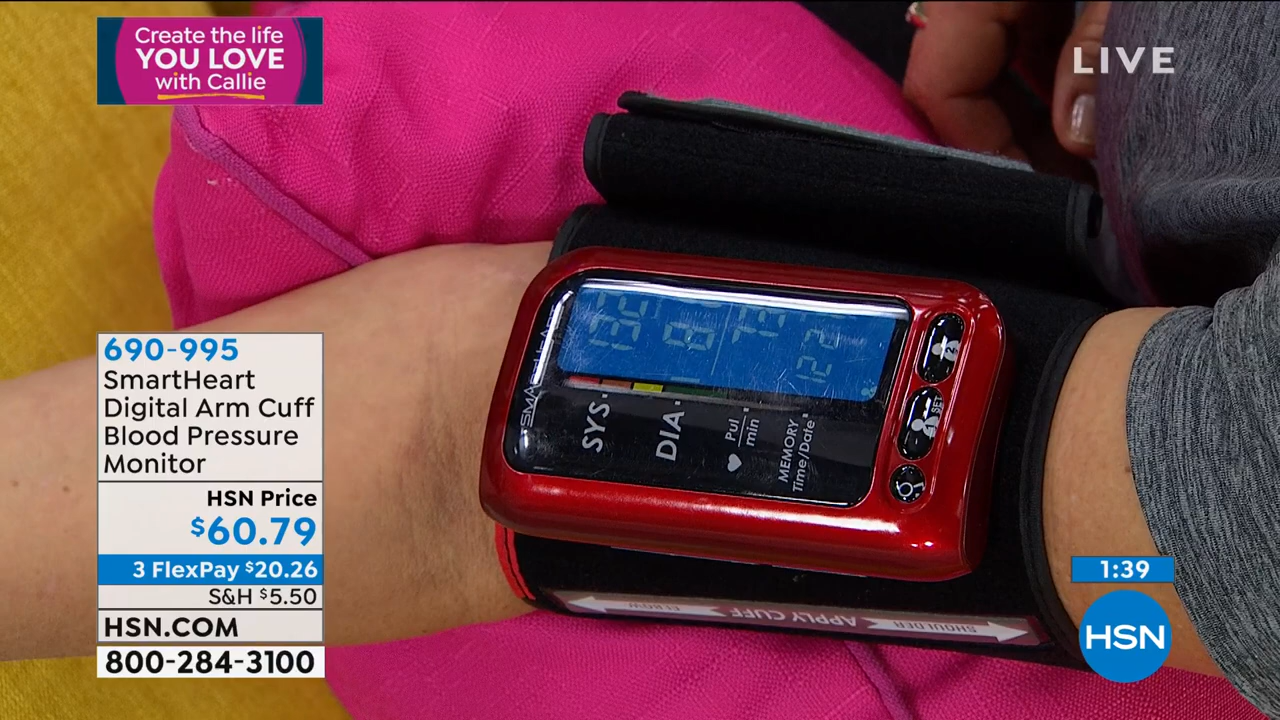 Create the life
YOU LOVE
with Callie
LIVE
690-995
SmartHeart
Digital Arm Cuff
Blood Pressure
Monitor
HSN Price
$60.79
3 FlexPay $20.26
S&H $5.50
HSN.COM
800-284-3100
SYS.
DIA.
Pul
min
MEMORY
Time/Date
SET
ELBOW
APPLY CUFF
SHOULDER
1:39
HSN